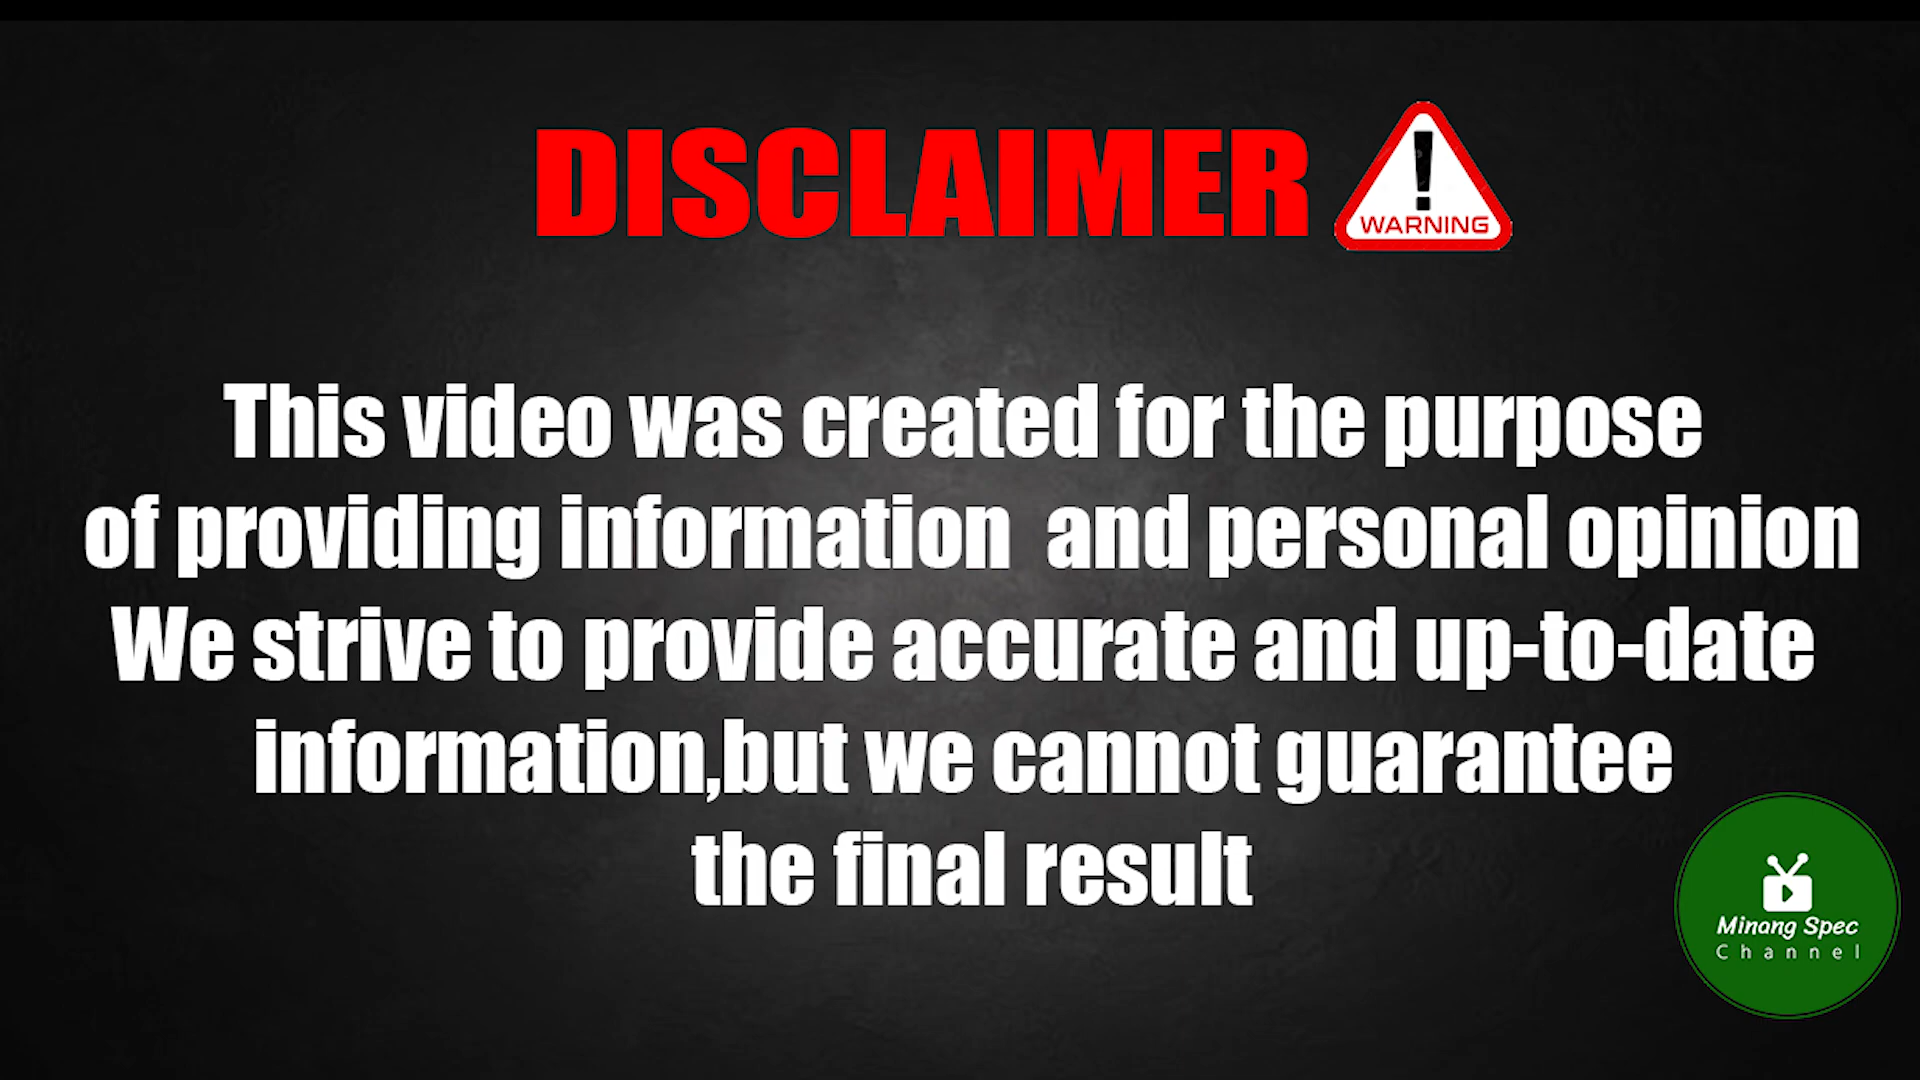 DISCLAIMER
WARNING
This video was created for the purpose
of providing information  and personal opinion
We strive to provide accurate and up-to-date
information,but we cannot guarantee
the final result
Minang Spec
Channel